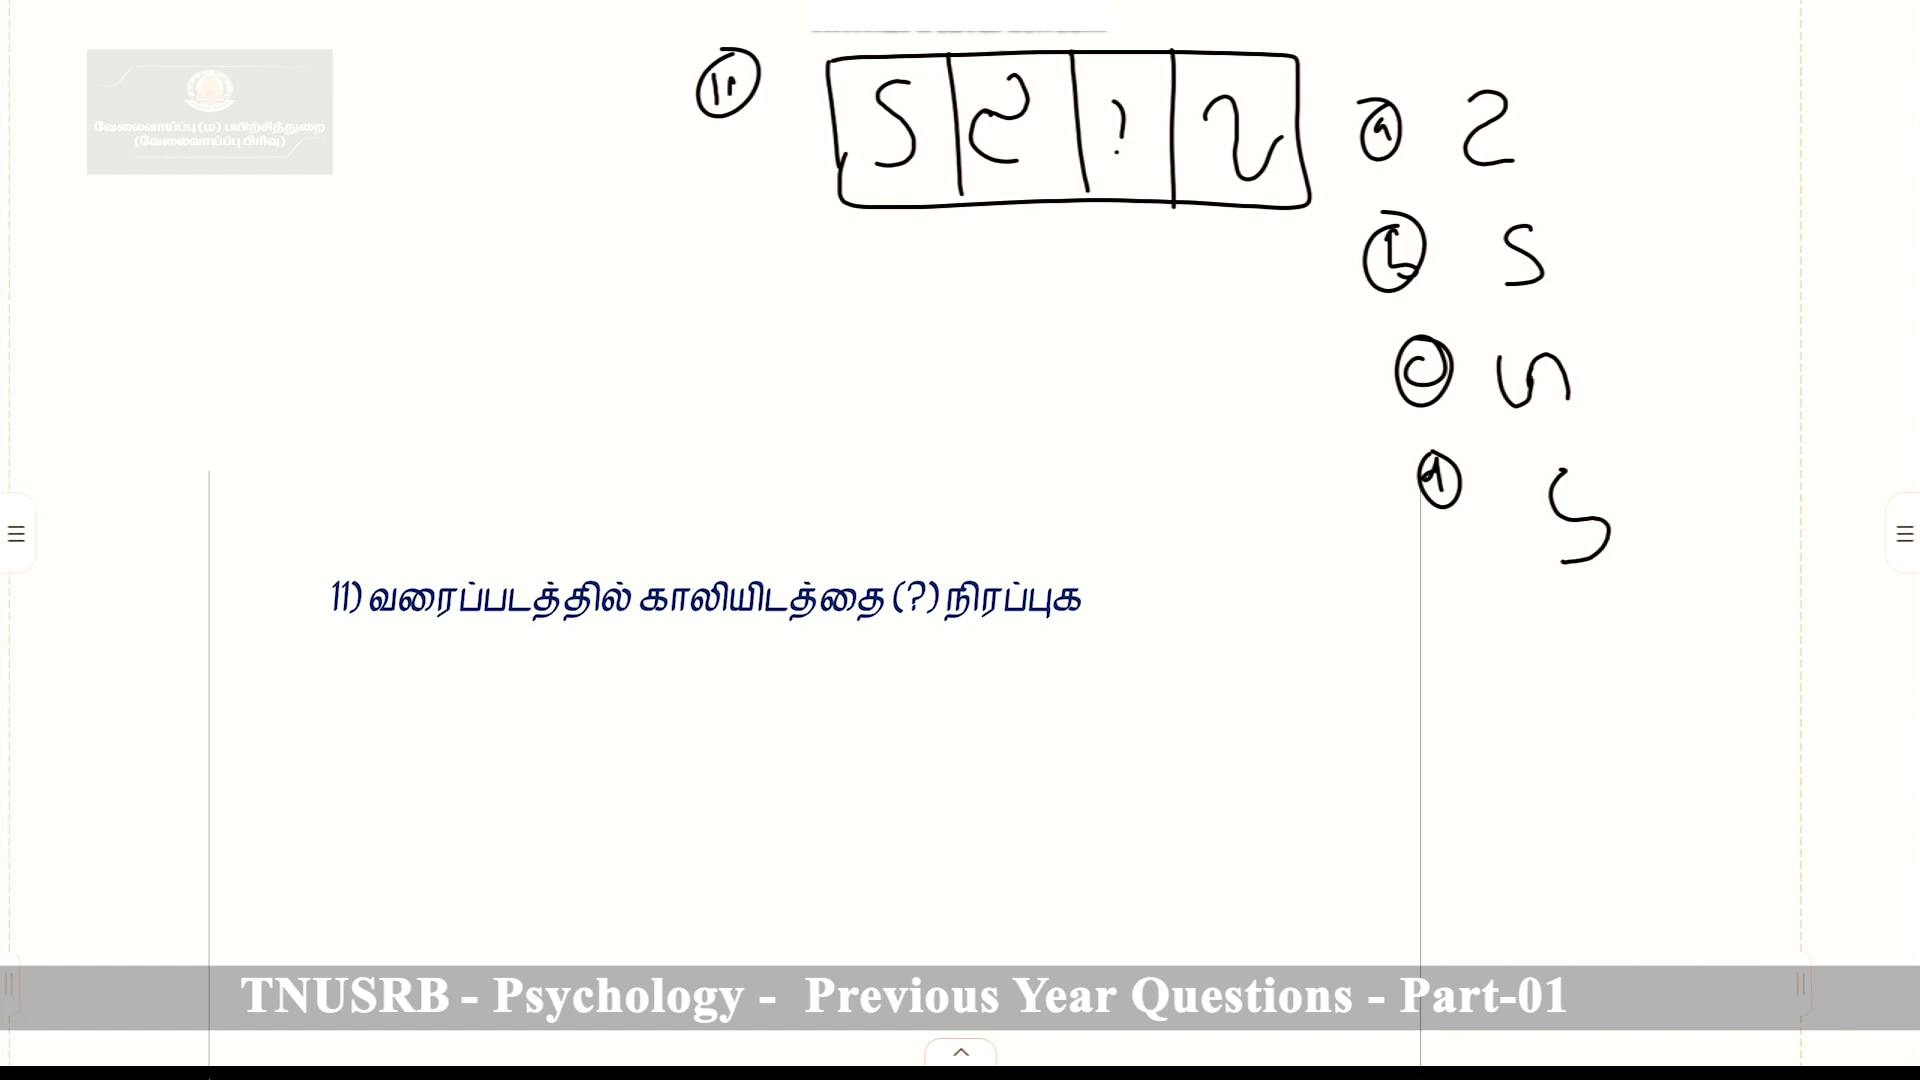 வேலைவாய்ப்பு (ம) பயிற்சித்துறை
(வேலைவாய்ப்பு பிரிவு)
11
S ? a
b S
c
d
11) வரைப்படத்தில் காலியிடத்தை (?) நிரப்புக
TNUSRB - Psychology - Previous Year Questions - Part-01